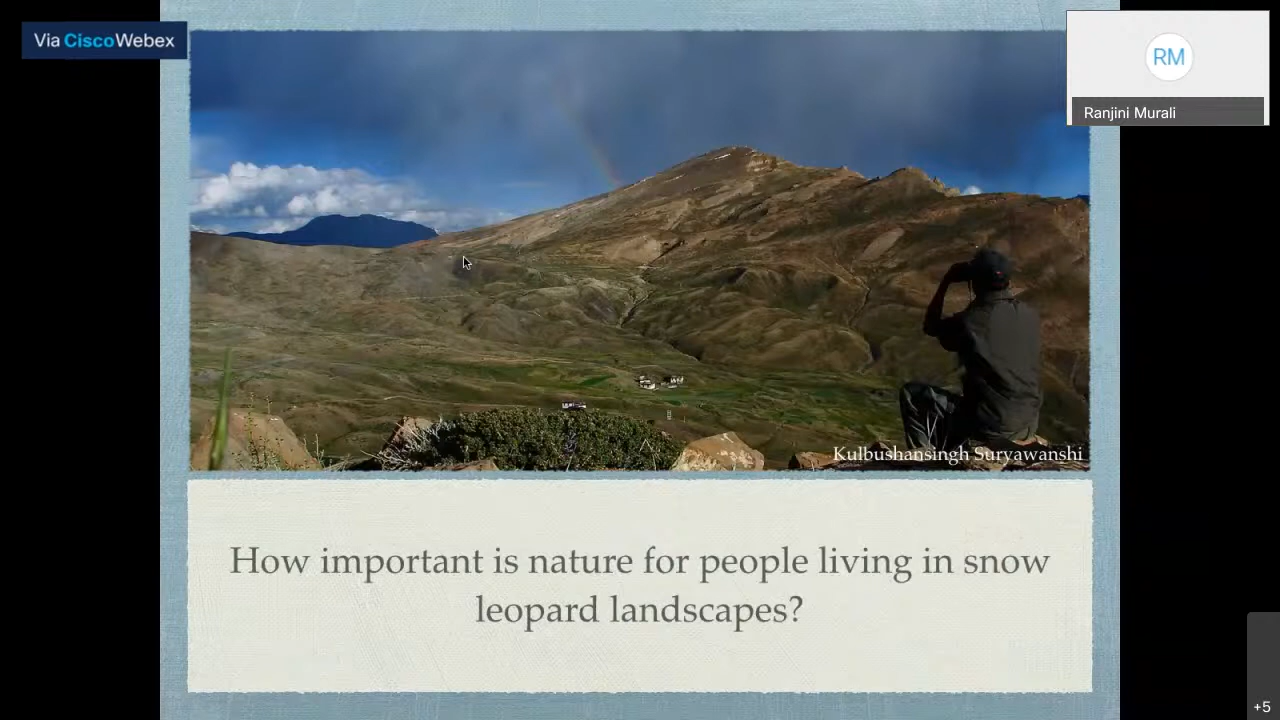 Via Cisco Webex
RM
Ranjini Murali
Kulbushansingh Suryawanshi
How important is nature for people living in snow
leopard landscapes?
+5